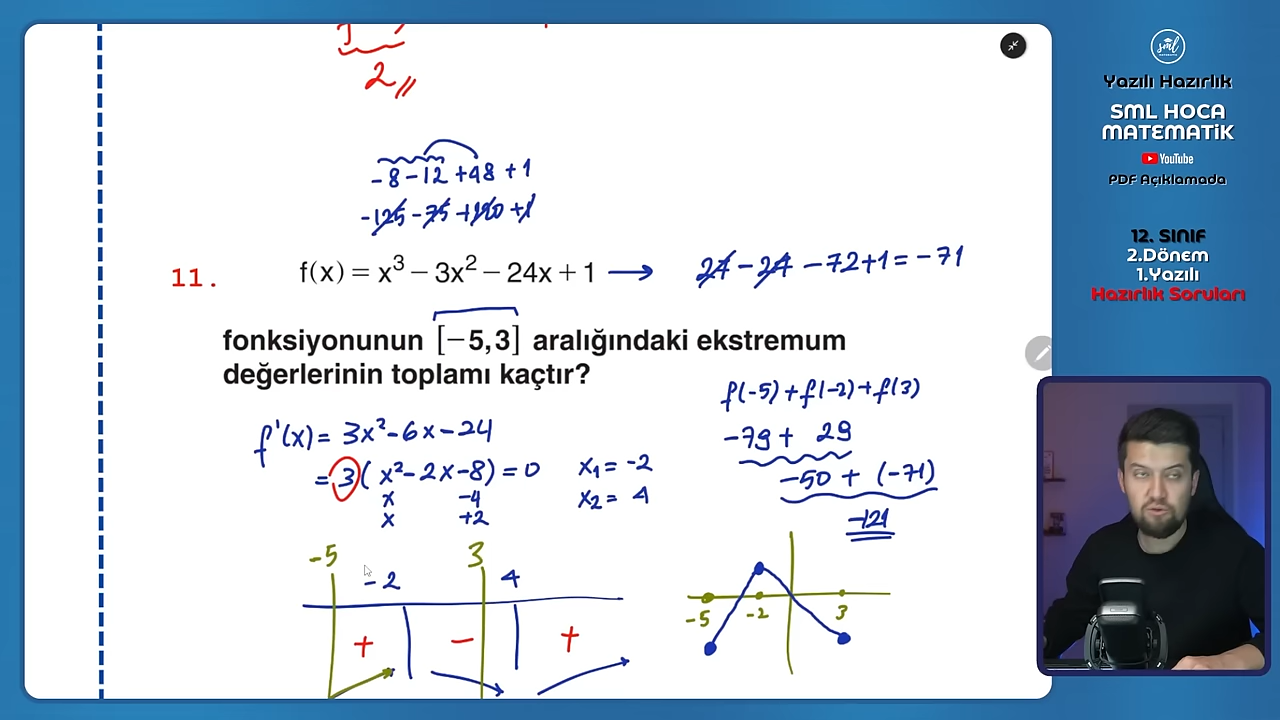 2
-8-12+48+1
-125-75+120+1
11. f(x) = x³ − 3x² − 24x + 1 → 27-27-72+1=-71
fonksiyonunun [−5,3] aralığındaki ekstremum
değerlerinin toplamı kaçtır?
f'(x)= 3x²-6x-24
= 3(x²-2x-8)=0
x -4
x +2
x₁= -2
x₂= 4
-5 3
-2 4
+ - +
f(-5)+f(-2)+f(3)
-79+ 29
-50 + (-71)
-121
-5 -2 3
sml
Yazılı Hazırlık
SML HOCA
MATEMATİK
YouTube
PDF Açıklamada
12. SINIF
2.Dönem
1.Yazılı
Hazırlık Soruları